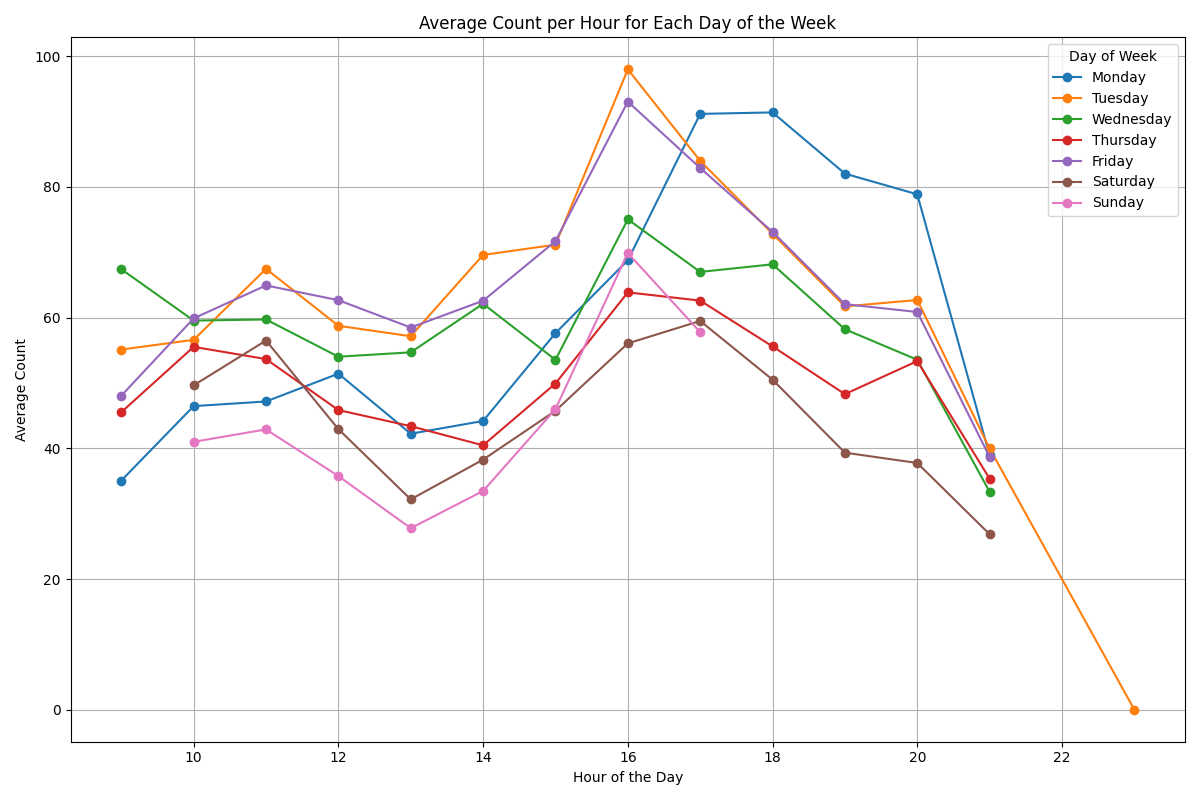 Average Count per Hour for Each Day of the Week
Average Count
100
80
60
40
20
0
Day of Week
Monday
Tuesday
Wednesday
Thursday
Friday
Saturday
Sunday
10 12 14 16 18 20 22
Hour of the Day